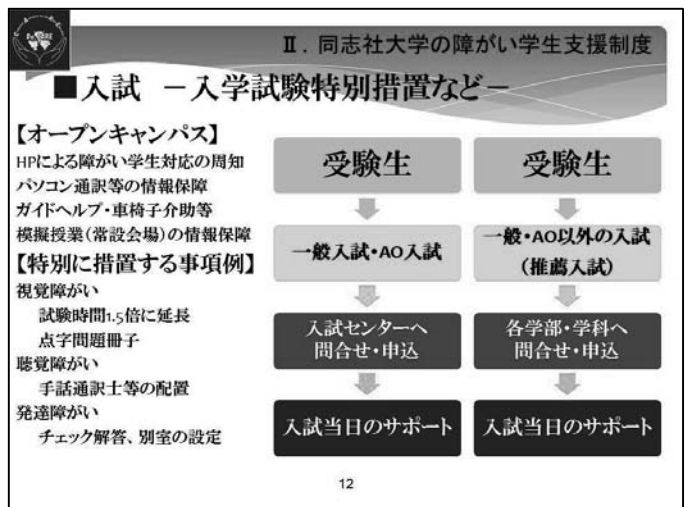 Ⅱ．同志社大学の障がい学生支援制度
■入試 －入学試験特別措置など－
【オープンキャンパス】
HPによる障がい学生対応の周知
パソコン通訳等の情報保障
ガイドヘルプ・車椅子介助等
模擬授業(常設会場)の情報保障
【特別に措置する事項例】
視覚障がい
試験時間1.5倍に延長
点字問題冊子
聴覚障がい
手話通訳士等の配置
発達障がい
チェック解答、別室の設定
受験生
一般入試・AO入試
入試センターへ
問合せ・申込
入試当日のサポート
受験生
一般・AO以外の入試
(推薦入試)
各学部・学科へ
問合せ・申込
入試当日のサポート
12